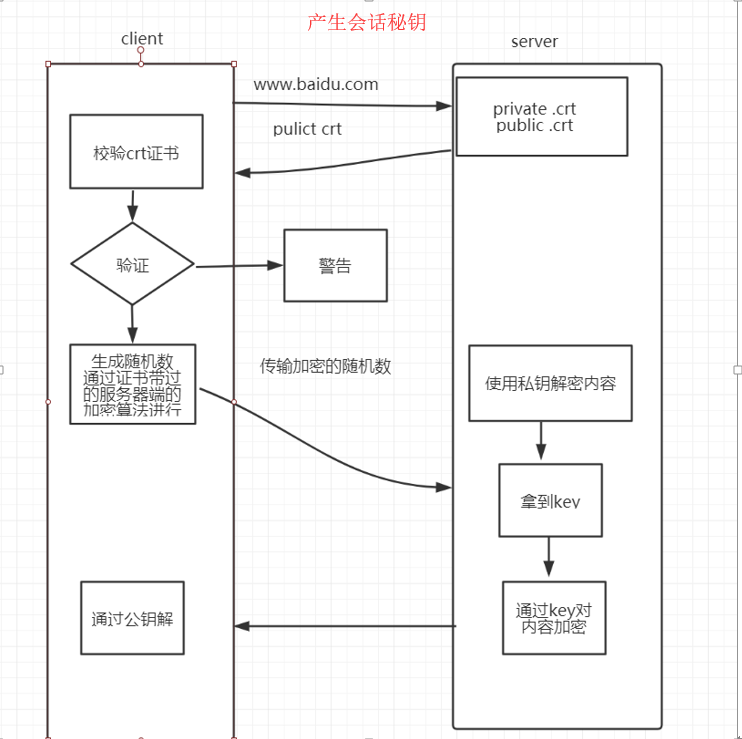 产生会话秘钥
client
server
www.baidu.com
private .crt
public .crt
pulict crt
校验crt证书
验证
警告
生成随机数
通过证书带过
的服务器端的
加密算法进行
传输加密的随机数
使用私钥解密内容
拿到key
通过公钥解
通过key对
内容加密